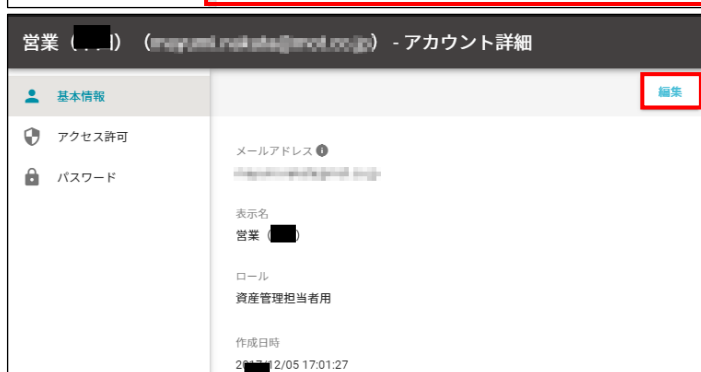 営業（ ）（ ） - アカウント詳細
基本情報
編集
アクセス許可
パスワード
メールアドレス
表示名
営業（ ）
ロール
資産管理担当者用
作成日時
12/05 17:01:27